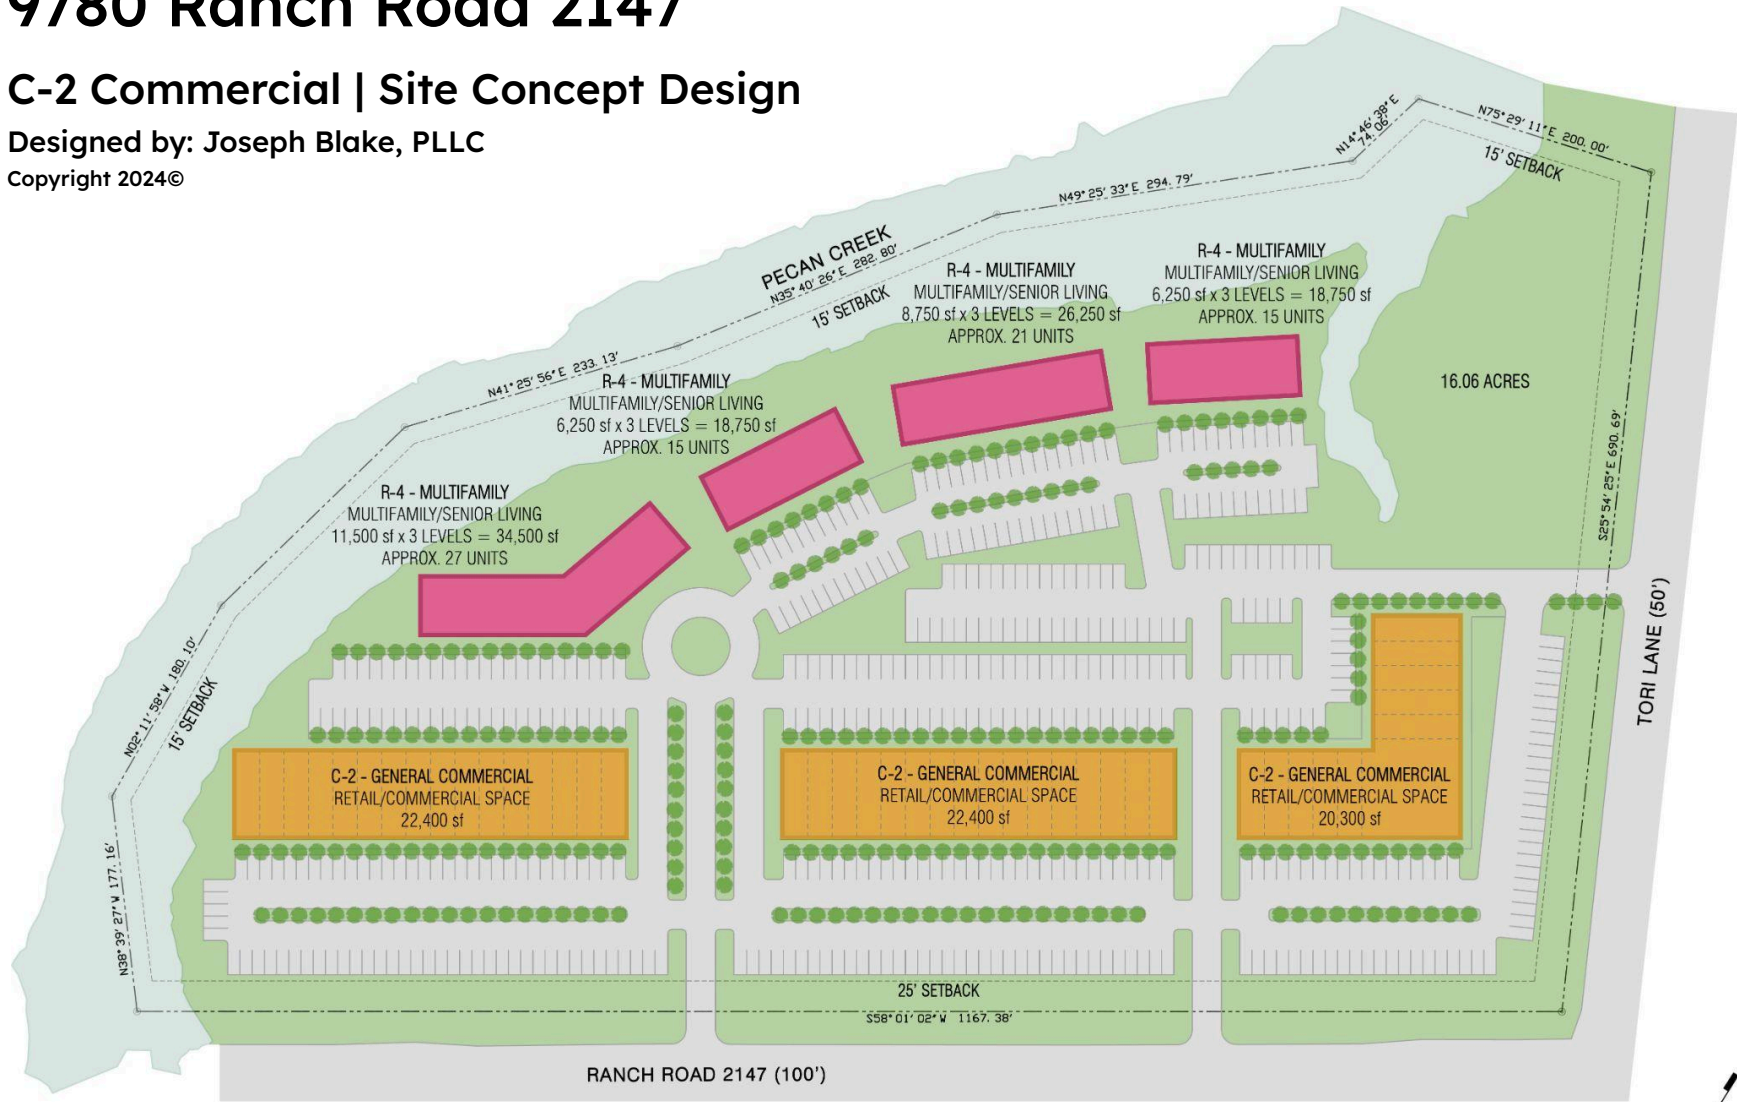 9780 Ranch Road 2147
C-2 Commercial | Site Concept Design
Designed by: Joseph Blake, PLLC
Copyright 2024©
N14° 46' 38" E
74. 06'
N75° 29' 11" E 200. 00'
15' SETBACK
N49° 25' 33" E 294. 79'
PECAN CREEK
N35° 40' 26" E 282. 80'
15' SETBACK
R-4 - MULTIFAMILY
MULTIFAMILY/SENIOR LIVING
6,250 sf x 3 LEVELS = 18,750 sf
APPROX. 15 UNITS
R-4 - MULTIFAMILY
MULTIFAMILY/SENIOR LIVING
8,750 sf x 3 LEVELS = 26,250 sf
APPROX. 21 UNITS
N41° 25' 56" E 233. 13'
R-4 - MULTIFAMILY
MULTIFAMILY/SENIOR LIVING
6,250 sf x 3 LEVELS = 18,750 sf
APPROX. 15 UNITS
16.06 ACRES
S25° 54' 25" E 690. 69'
R-4 - MULTIFAMILY
MULTIFAMILY/SENIOR LIVING
11,500 sf x 3 LEVELS = 34,500 sf
APPROX. 27 UNITS
N02° 11' 58" W 180. 10'
15' SETBACK
TORI LANE (50')
C-2 - GENERAL COMMERCIAL
RETAIL/COMMERCIAL SPACE
22,400 sf
C-2 - GENERAL COMMERCIAL
RETAIL/COMMERCIAL SPACE
22,400 sf
C-2 - GENERAL COMMERCIAL
RETAIL/COMMERCIAL SPACE
20,300 sf
N38° 39' 27" W 177. 16'
25' SETBACK
S58° 01' 02" W 1167. 38'
RANCH ROAD 2147 (100')